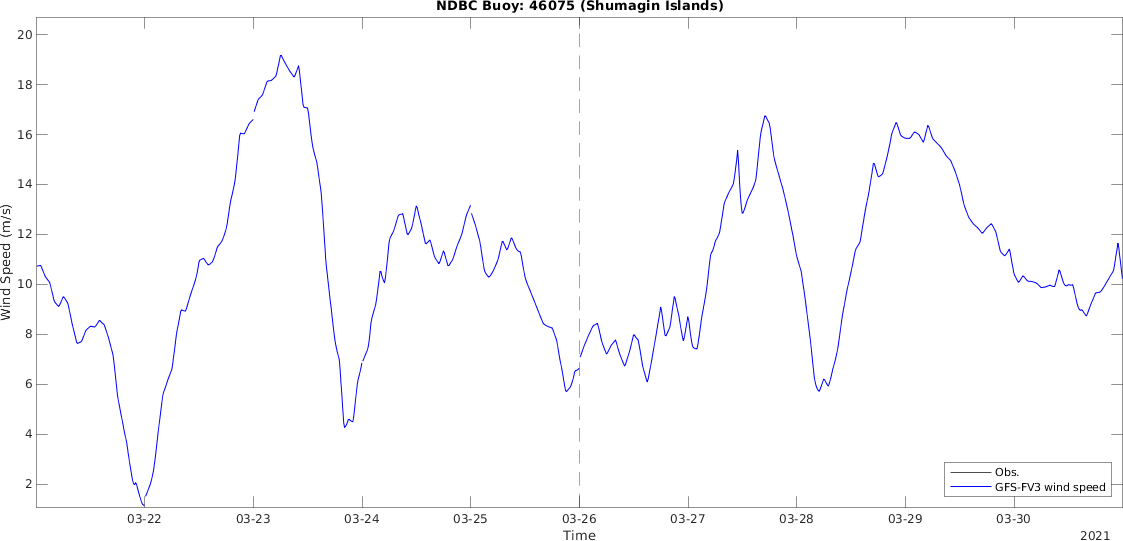 NDBC Buoy: 46075 (Shumagin Islands)
20
18
16
14
12
10
8
6
4
2
Wind Speed (m/s)
Obs.
GFS-FV3 wind speed
03-22 03-23 03-24 03-25 03-26 03-27 03-28 03-29 03-30
Time
2021